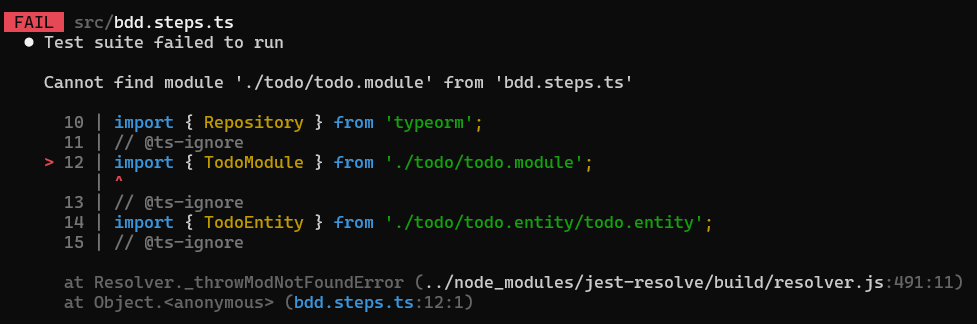 FAIL src/bdd.steps.ts
● Test suite failed to run
Cannot find module './todo/todo.module' from 'bdd.steps.ts'
10 | import { Repository } from 'typeorm';
11 | // @ts-ignore
> 12 | import { TodoModule } from './todo/todo.module';
| ^
13 | // @ts-ignore
14 | import { TodoEntity } from './todo/todo.entity/todo.entity';
15 | // @ts-ignore
at Resolver._throwModNotFoundError (../node_modules/jest-resolve/build/resolver.js:491:11)
at Object.<anonymous> (bdd.steps.ts:12:1)